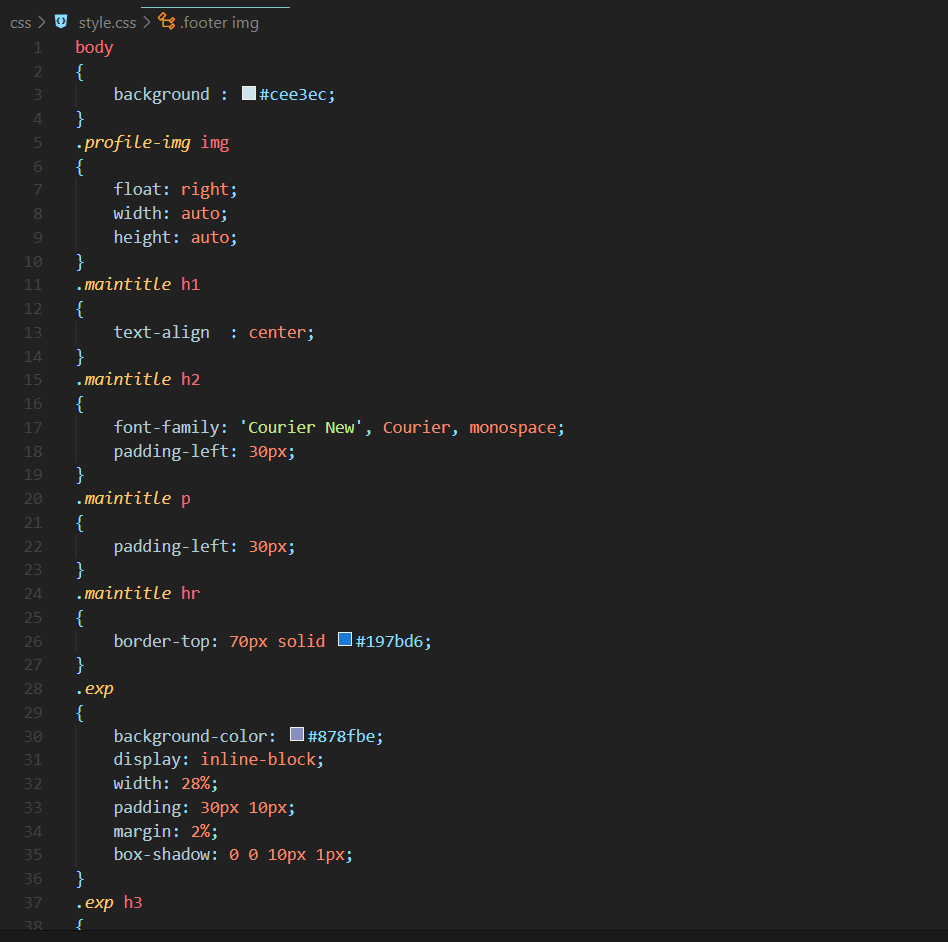 css > style.css > .footer img
1 body
2 {
3 background : #cee3ec;
4 }
5 .profile-img img
6 {
7 float: right;
8 width: auto;
9 height: auto;
10 }
11 .maintitle h1
12 {
13 text-align  : center;
14 }
15 .maintitle h2
16 {
17 font-family: 'Courier New', Courier, monospace;
18 padding-left: 30px;
19 }
20 .maintitle p
21 {
22 padding-left: 30px;
23 }
24 .maintitle hr
25 {
26 border-top: 70px solid #197bd6;
27 }
28 .exp
29 {
30 background-color: #878fbe;
31 display: inline-block;
32 width: 28%;
33 padding: 30px 10px;
34 margin: 2%;
35 box-shadow: 0 0 10px 1px;
36 }
37 .exp h3
38 {